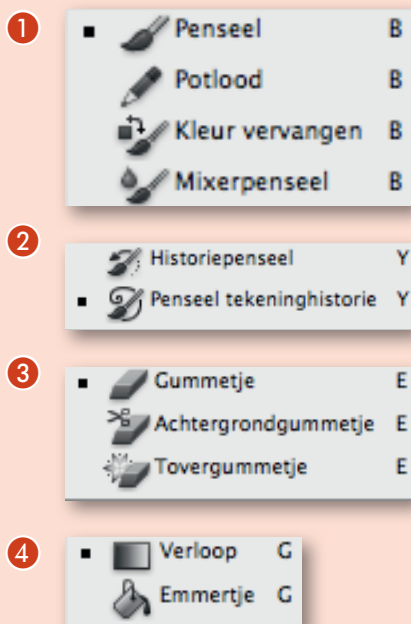 1
Penseel B
Potlood B
Kleur vervangen B
Mixerpenseel B
2
Historiepenseel Y
Penseel tekeninghistorie Y
3
Gummetje E
Achtergrondgummetje E
Tovergummetje E
4
Verloop G
Emmertje G